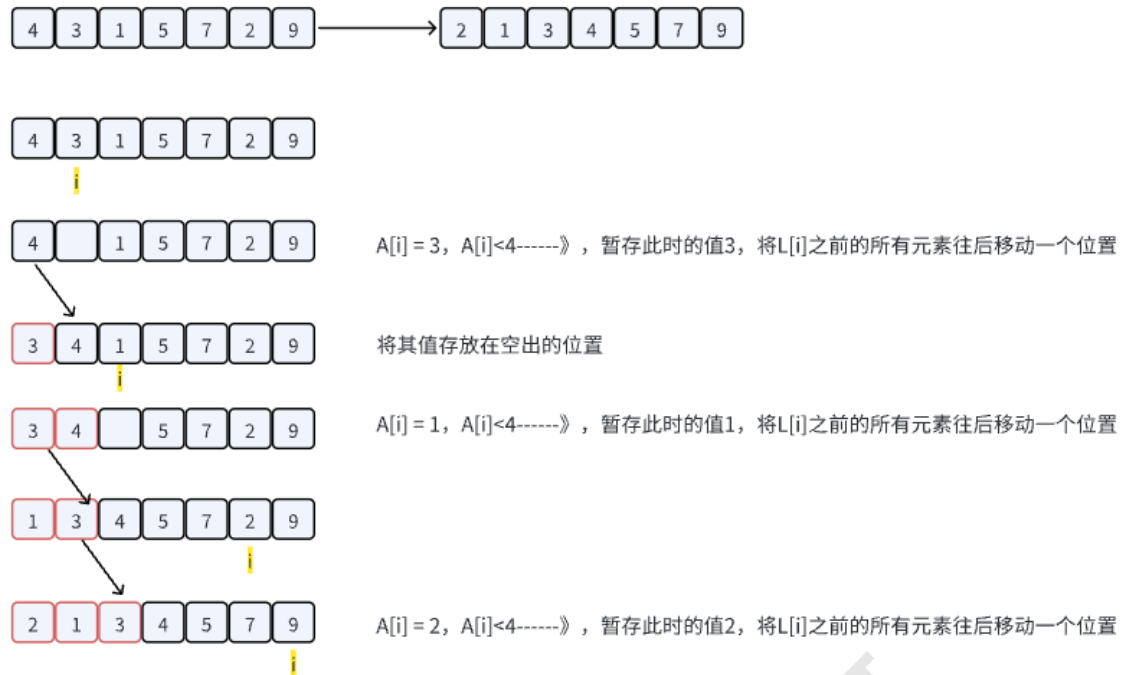 4 3 1 5 7 2 9 2 1 3 4 5 7 9
4 3 1 5 7 2 9
i
4 1 5 7 2 9 A[i] = 3，A[i]<4------》，暂存此时的值3，将L[i]之前的所有元素往后移动一个位置
3 4 1 5 7 2 9 将其值存放在空出的位置
i
3 4 5 7 2 9 A[i] = 1，A[i]<4------》，暂存此时的值1，将L[i]之前的所有元素往后移动一个位置
1 3 4 5 7 2 9
i
2 1 3 4 5 7 9 A[i] = 2，A[i]<4------》，暂存此时的值2，将L[i]之前的所有元素往后移动一个位置
i